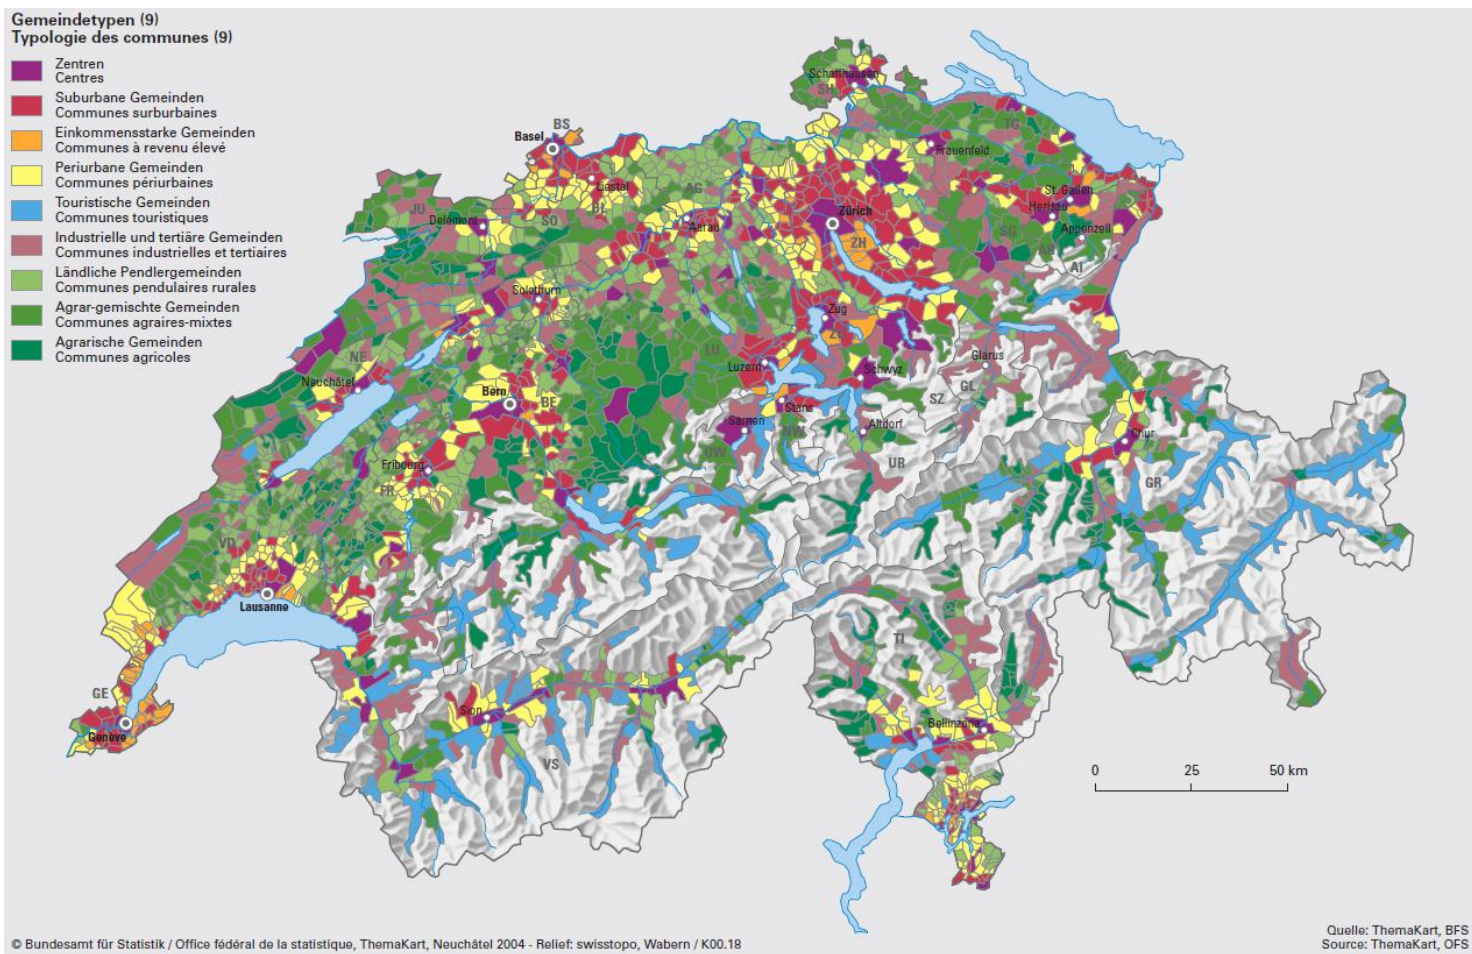 Gemeindetypen (9)
Typologie des communes (9)
Zentren
Centres
Suburbane Gemeinden
Communes surburbaines
Einkommensstarke Gemeinden
Communes à revenu élevé
Periurbane Gemeinden
Communes périurbaines
Touristische Gemeinden
Communes touristiques
Industrielle und tertiäre Gemeinden
Communes industrielles et tertiaires
Ländliche Pendlergemeinden
Communes pendulaires rurales
Agrar-gemischte Gemeinden
Communes agraires-mixtes
Agrarische Gemeinden
Communes agricoles
Schaffhausen
SH
BS
TG
Basel
Frauenfeld
Liestal
AG
St. Gallen
JU
BL
Herisau
Delémont
SO
Aarau
Zürich
Appenzell
ZH
SG
AR
AI
Solothurn
Zug
NE
LU
Glarus
Luzern
Schwyz
Neuchâtel
GL
Bern
BE
SZ
Stans
Sarnen
NW
Altdorf
Chur
OW
UR
Fribourg
FR
GR
VD
Lausanne
TI
GE
Sion
Bellinzona
Genève
VS
0 25 50 km
© Bundesamt für Statistik / Office fédéral de la statistique, ThemaKart, Neuchâtel 2004 - Relief: swisstopo, Wabern / K00.18
Quelle: ThemaKart, BFS
Source: ThemaKart, OFS